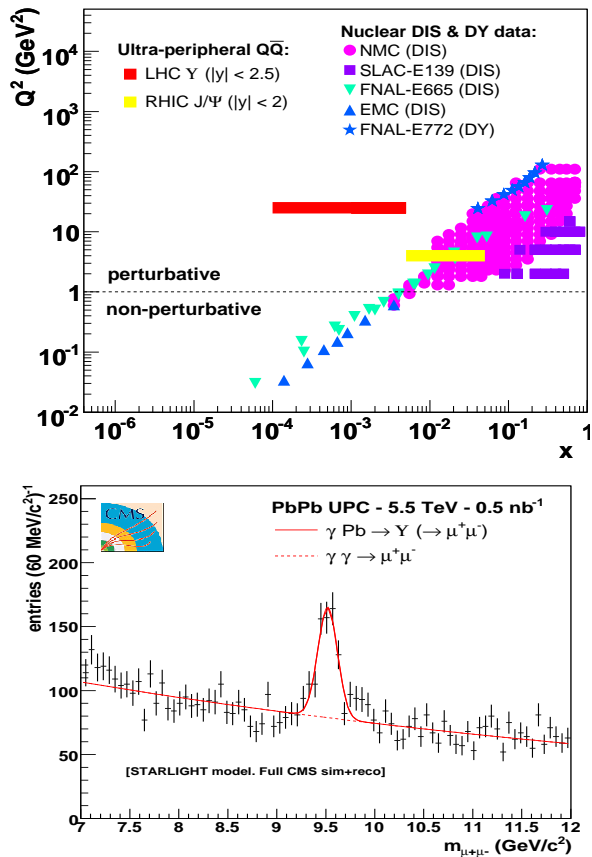 Q² (GeV²)
Ultra-peripheral QQ̅:
LHC ϒ (|y| < 2.5)
RHIC J/Ψ (|y| < 2)
Nuclear DIS & DY data:
NMC (DIS)
SLAC-E139 (DIS)
FNAL-E665 (DIS)
EMC (DIS)
FNAL-E772 (DY)
10³
10²
10
1
10⁻¹
10⁻²
perturbative
non-perturbative
10⁻⁶ 10⁻⁵ 10⁻⁴ 10⁻³ 10⁻² 10⁻¹ 1
x
entries (60 MeV/c²)⁻¹
250
200
150
100
50
0
CMS
PbPb UPC - 5.5 TeV - 0.5 nb⁻¹
γ Pb → ϒ (→ μ⁺μ⁻)
γ γ → μ⁺μ⁻
[STARLIGHT model. Full CMS sim+reco]
7 7.5 8 8.5 9 9.5 10 10.5 11 11.5 12
m μ+μ- (GeV/c²)